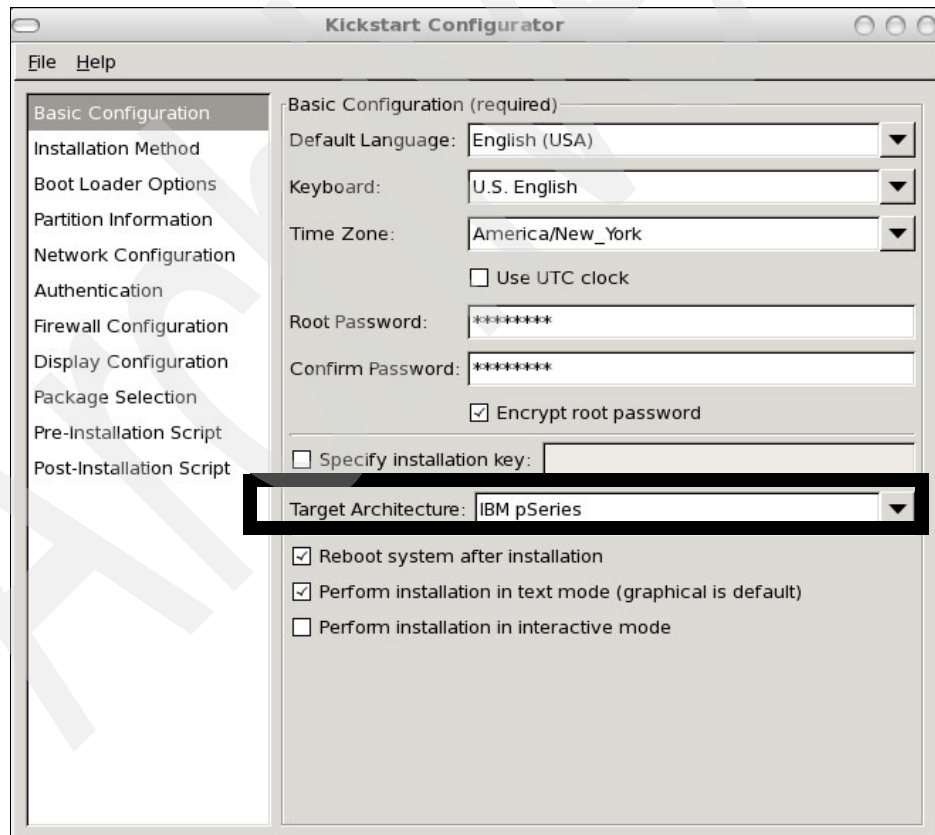 Kickstart Configurator
File Help
Basic Configuration
Installation Method
Boot Loader Options
Partition Information
Network Configuration
Authentication
Firewall Configuration
Display Configuration
Package Selection
Pre-Installation Script
Post-Installation Script
Basic Configuration (required)
Default Language: English (USA)
Keyboard: U.S. English
Time Zone: America/New_York
Use UTC clock
Root Password: ********
Confirm Password: ********
Encrypt root password
Specify installation key:
Target Architecture: IBM pSeries
Reboot system after installation
Perform installation in text mode (graphical is default)
Perform installation in interactive mode